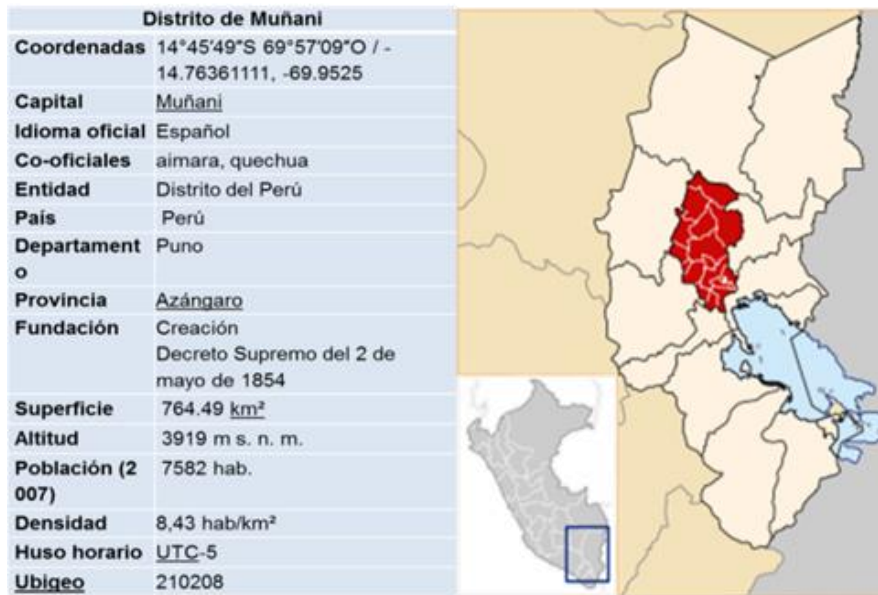 Distrito de Muñani
Coordenadas 14°45′49″S 69°57′09″O / -
14.76361111, -69.9525
Capital Muñani
Idioma oficial Español
Co-oficiales aimara, quechua
Entidad Distrito del Perú
País Perú
Departament Puno
o
Provincia Azángaro
Fundación Creación
Decreto Supremo del 2 de
mayo de 1854
Superficie 764.49 km²
Altitud 3919 m s. n. m.
Población (2 7582 hab.
007)
Densidad 8,43 hab/km²
Huso horario UTC-5
Ubigeo 210208